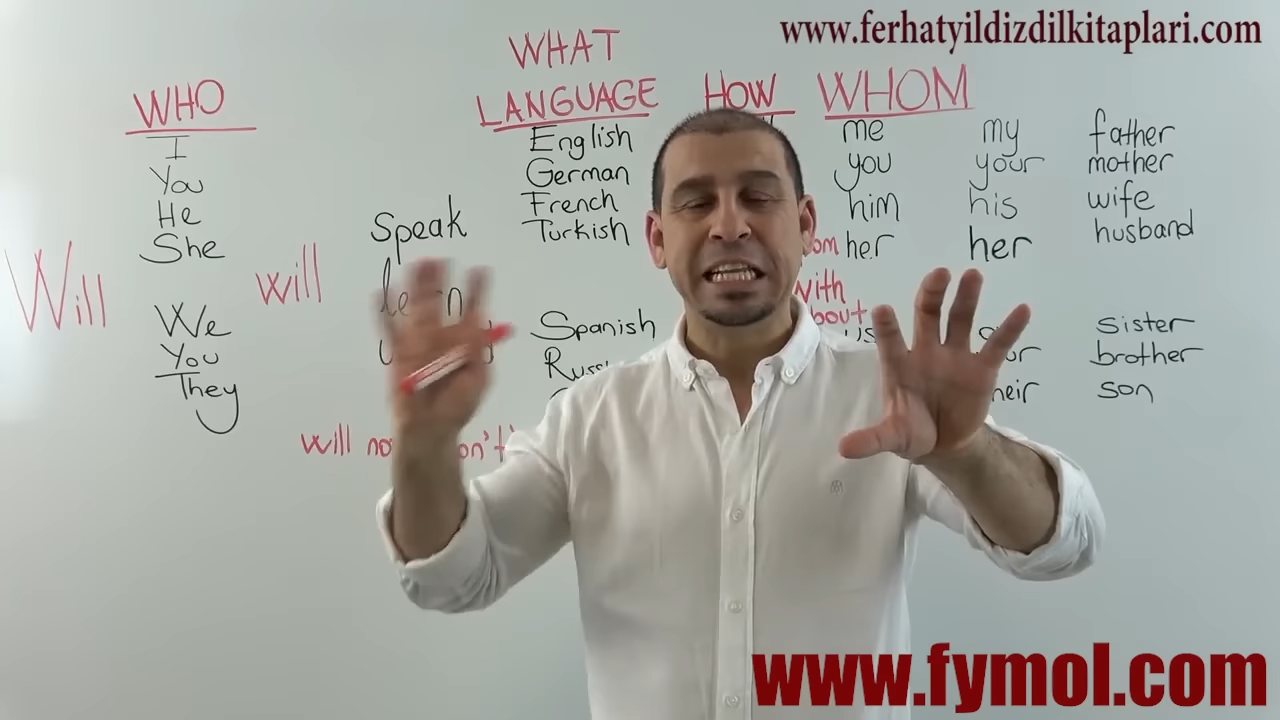 www.ferhatyildizdilkitaplari.com
WHAT
LANGUAGE
WHO
HOW
WHOM
I
You
He
She
We
You
They
Will
will
speak
English
German
French
Turkish
Spanish
me
you
him
her
with
us
my
your
his
her
father
mother
wife
husband
sister
brother
son
will
www.fymol.com